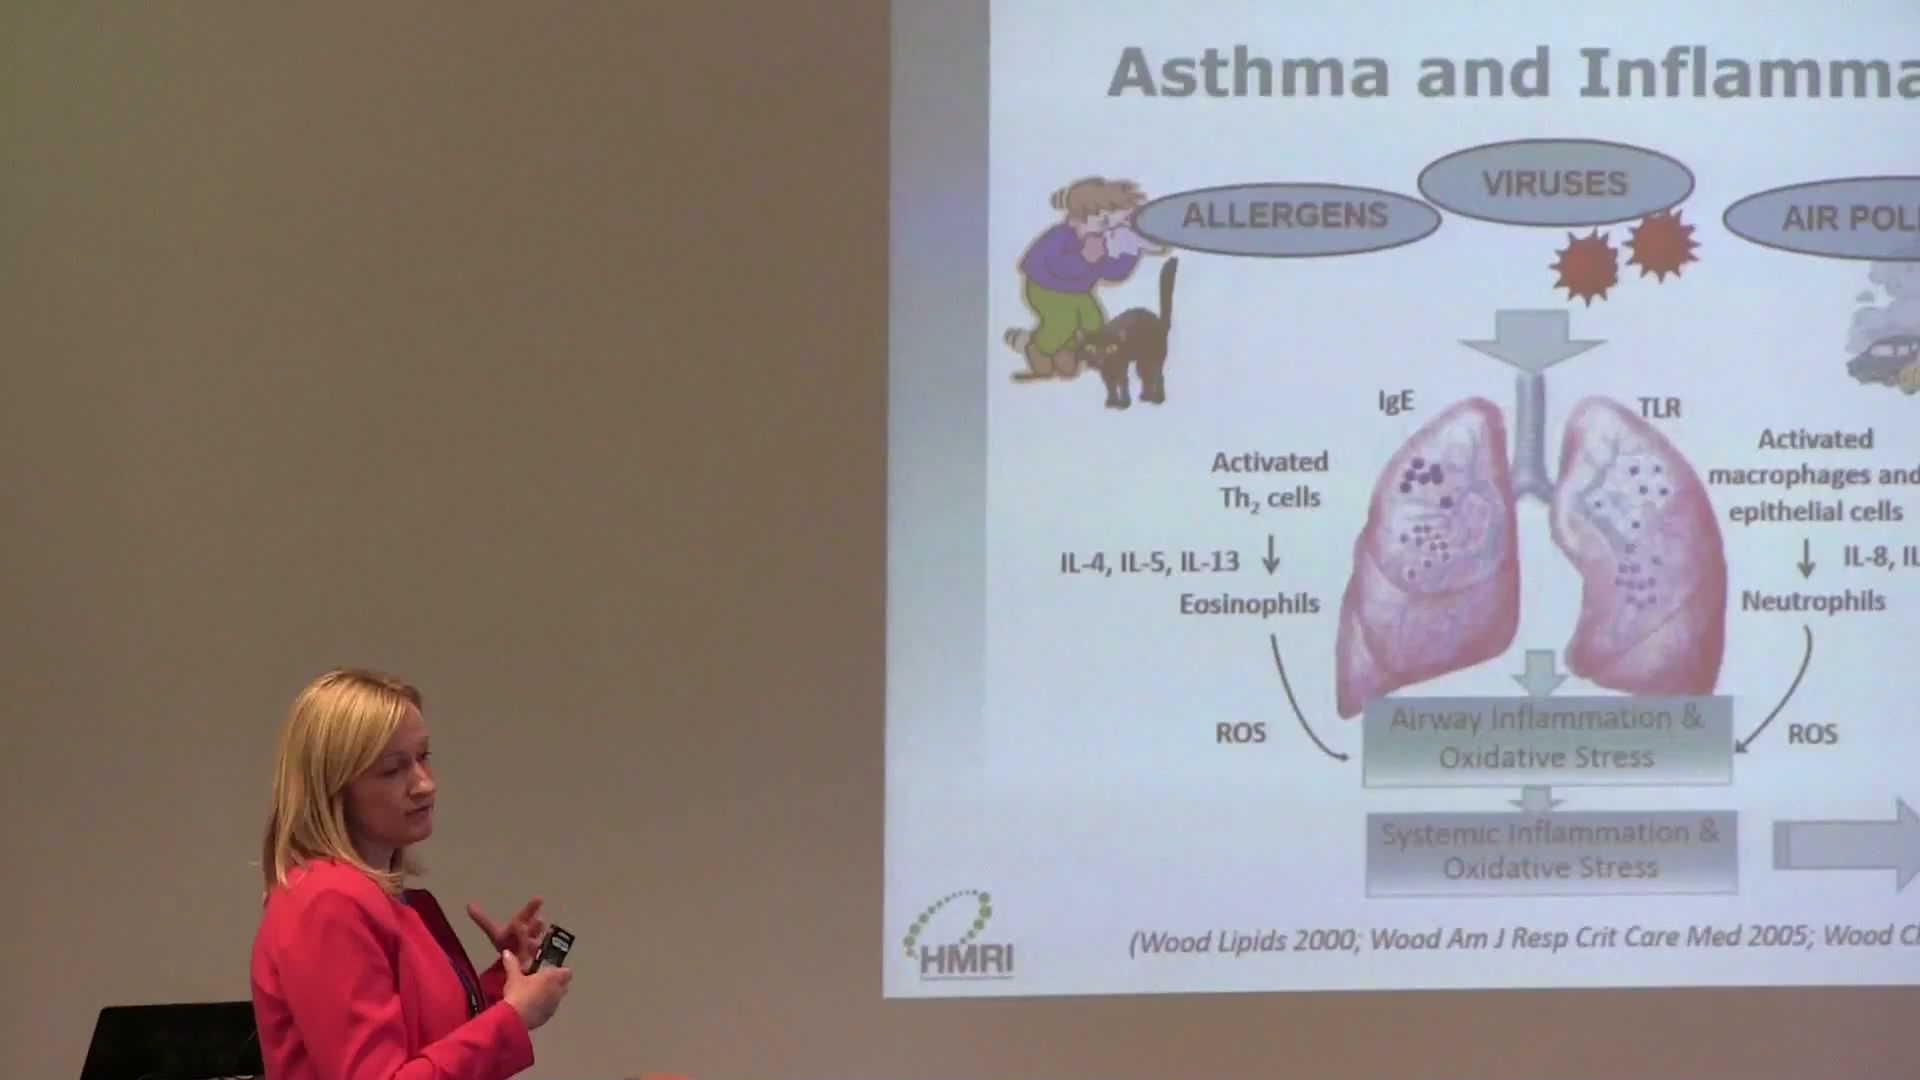 Asthma and Inflamma
VIRUSES
ALLERGENS
AIR POL
IgE
TLR
Activated
Th₂ cells
Activated
macrophages and
epithelial cells
IL-4, IL-5, IL-13
IL-8, IL
Eosinophils
Neutrophils
ROS
Airway Inflammation &
Oxidative Stress
ROS
Systemic Inflammation &
Oxidative Stress
HMRI
(Wood Lipids 2000; Wood Am J Resp Crit Care Med 2005; Wood